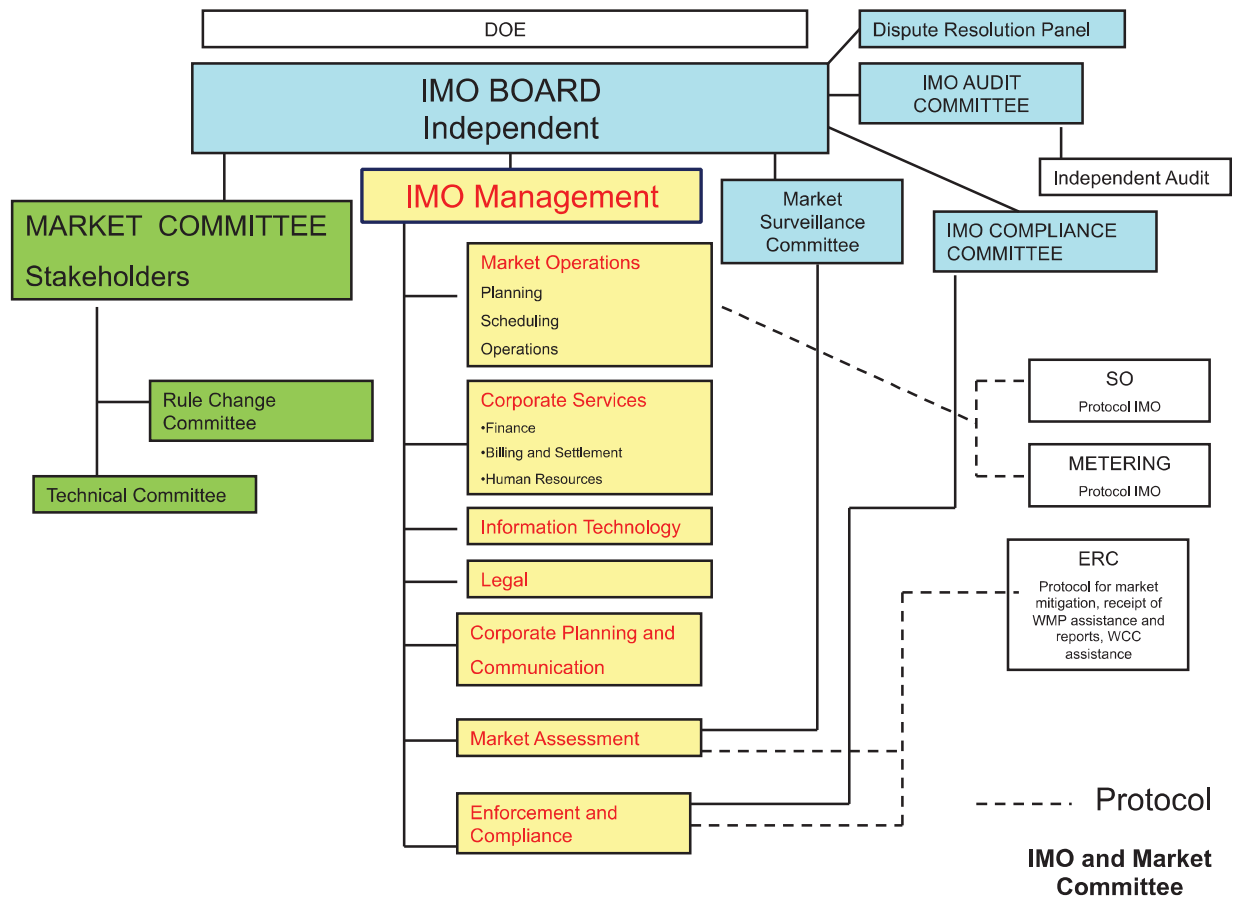 DOE
Dispute Resolution Panel
IMO BOARD
Independent
IMO AUDIT
COMMITTEE
Independent Audit
IMO Management
Market
Surveillance
Committee
IMO COMPLIANCE
COMMITTEE
MARKET COMMITTEE
Stakeholders
Rule Change
Committee
Technical Committee
Market Operations
Planning
Scheduling
Operations
Corporate Services
•Finance
•Billing and Settlement
•Human Resources
Information Technology
Legal
Corporate Planning and
Communication
Market Assessment
Enforcement and
Compliance
SO
Protocol IMO
METERING
Protocol IMO
ERC
Protocol for market
mitigation, receipt of
WMP assistance and
reports, WCC
assistance
Protocol
IMO and Market
Committee